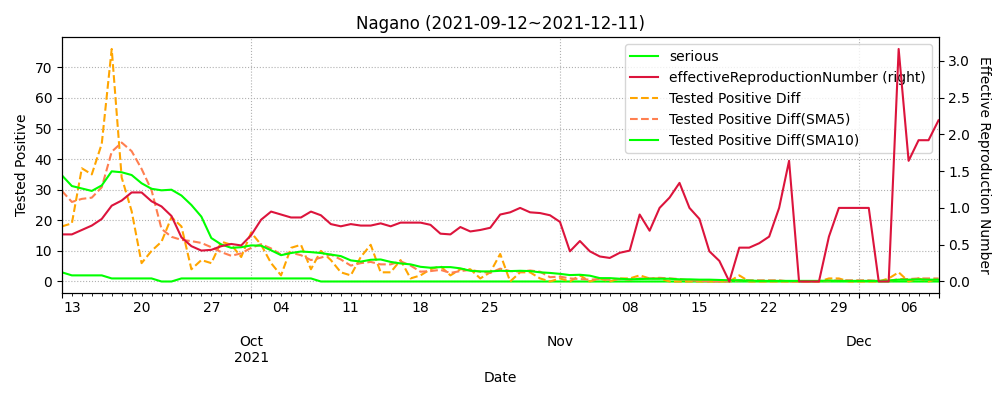 Nagano (2021-09-12~2021-12-11)
serious
effectiveReproductionNumber (right)
Tested Positive Diff
Tested Positive Diff(SMA5)
Tested Positive Diff(SMA10)
Tested Positive
70
60
50
40
30
20
10
0
3.0
2.5
2.0
1.5
1.0
0.5
0.0
Effective Reproduction Number
13 20 27 04 11 18 25 08 15 22 29 06
Oct Nov Dec
2021
Date